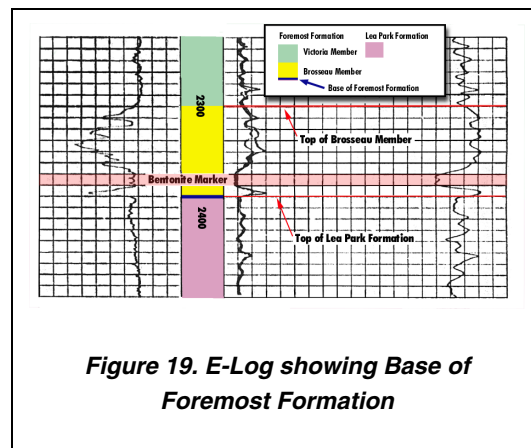 Foremost Formation
Lea Park Formation
Victoria Member
Brosseau Member
Base of Foremost Formation
2300
Top of Brosseau Member
Bentonite Marker
2400
Top of Lea Park Formation
Figure 19. E-Log showing Base of
Foremost Formation